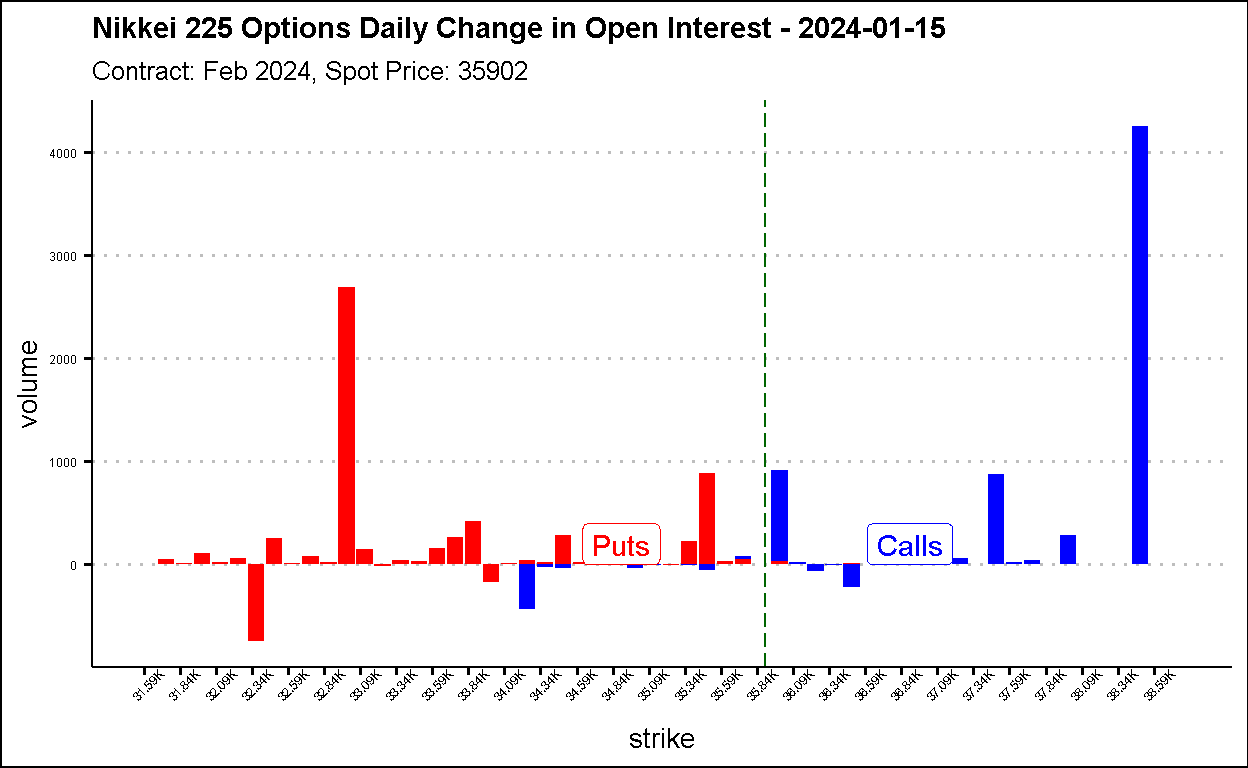 Nikkei 225 Options Daily Change in Open Interest - 2024-01-15
Contract: Feb 2024, Spot Price: 35902
volume
4000
3000
2000
1000
0
Puts
Calls
31.59K
31.84K
32.09K
32.34K
32.59K
32.84K
33.09K
33.34K
33.59K
33.84K
34.09K
34.34K
34.59K
34.84K
35.09K
35.34K
35.59K
35.84K
36.09K
36.34K
36.59K
36.84K
37.09K
37.34K
37.59K
37.84K
38.09K
38.34K
38.59K
strike